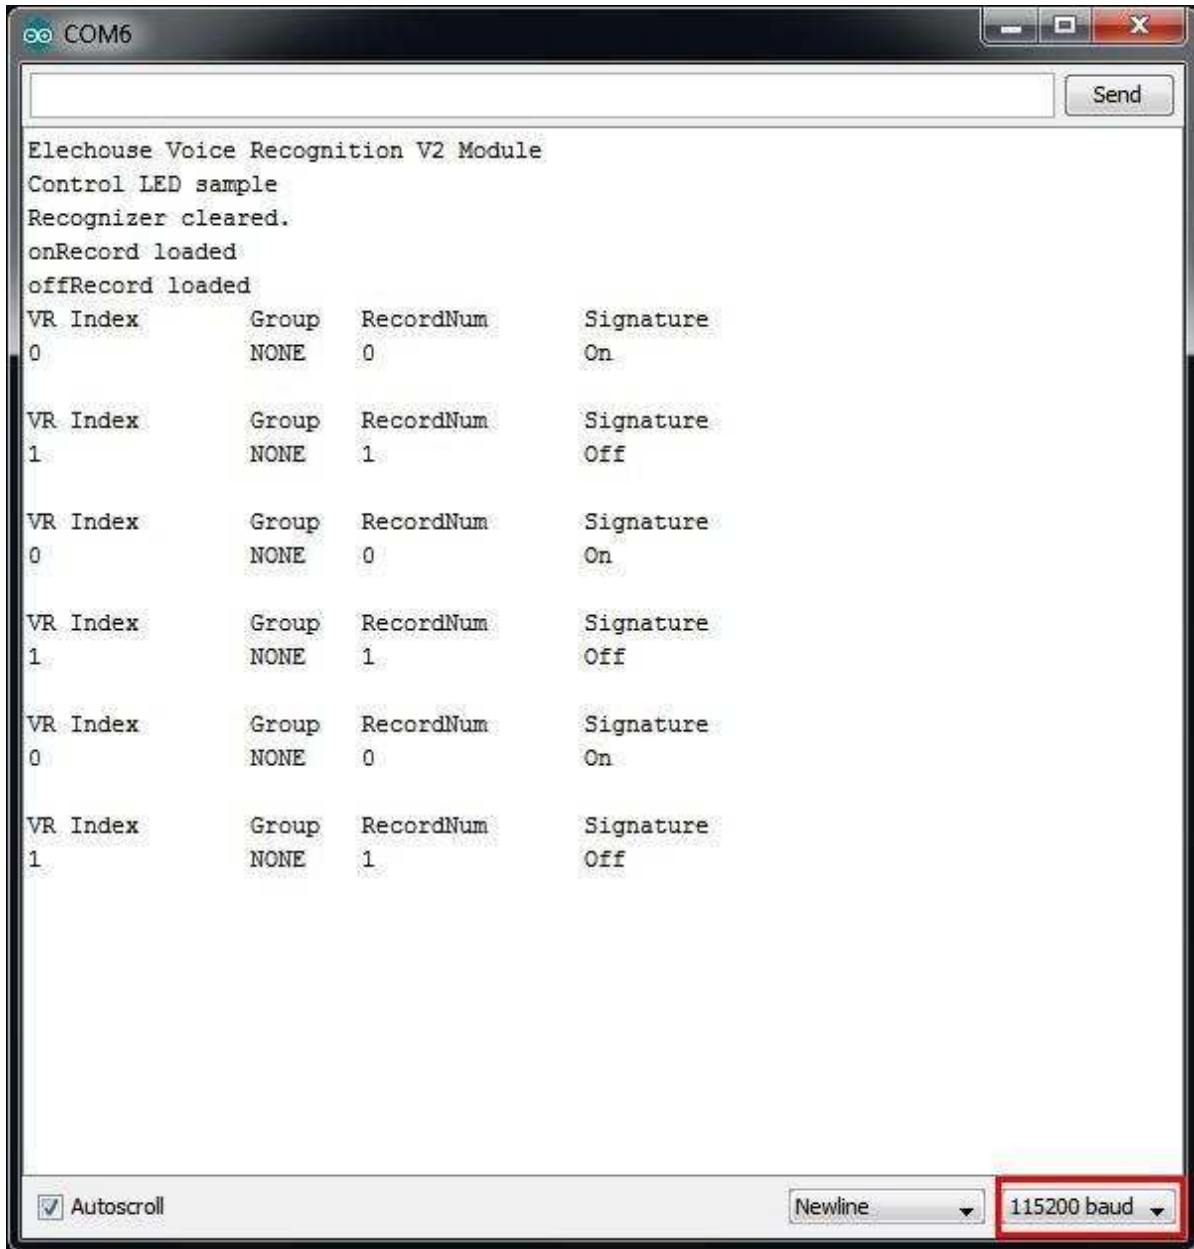 COM6
Send
Elechouse Voice Recognition V2 Module
Control LED sample
Recognizer cleared.
onRecord loaded
offRecord loaded
VR Index Group RecordNum Signature
0 NONE 0 On
VR Index Group RecordNum Signature
1 NONE 1 Off
VR Index Group RecordNum Signature
0 NONE 0 On
VR Index Group RecordNum Signature
1 NONE 1 Off
VR Index Group RecordNum Signature
0 NONE 0 On
VR Index Group RecordNum Signature
1 NONE 1 Off
Autoscroll Newline 115200 baud